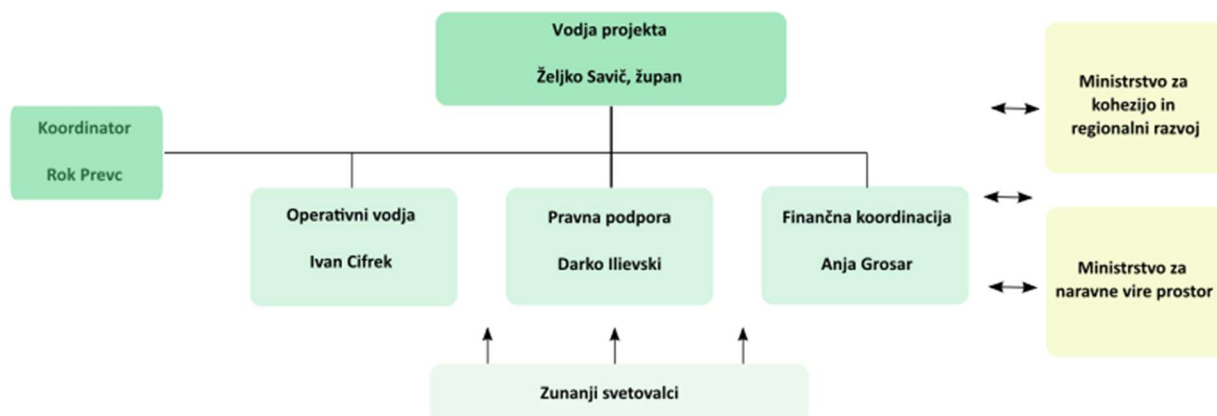 Vodja projekta
Željko Savič, župan
Koordinator
Rok Prevc
Operativni vodja
Ivan Cifrek
Pravna podpora
Darko Ilievski
Finančna koordinacija
Anja Grosar
Ministrstvo za
kohezijo in
regionalni razvoj
Ministrstvo za
naravne vire prostor
Zunanji svetovalci